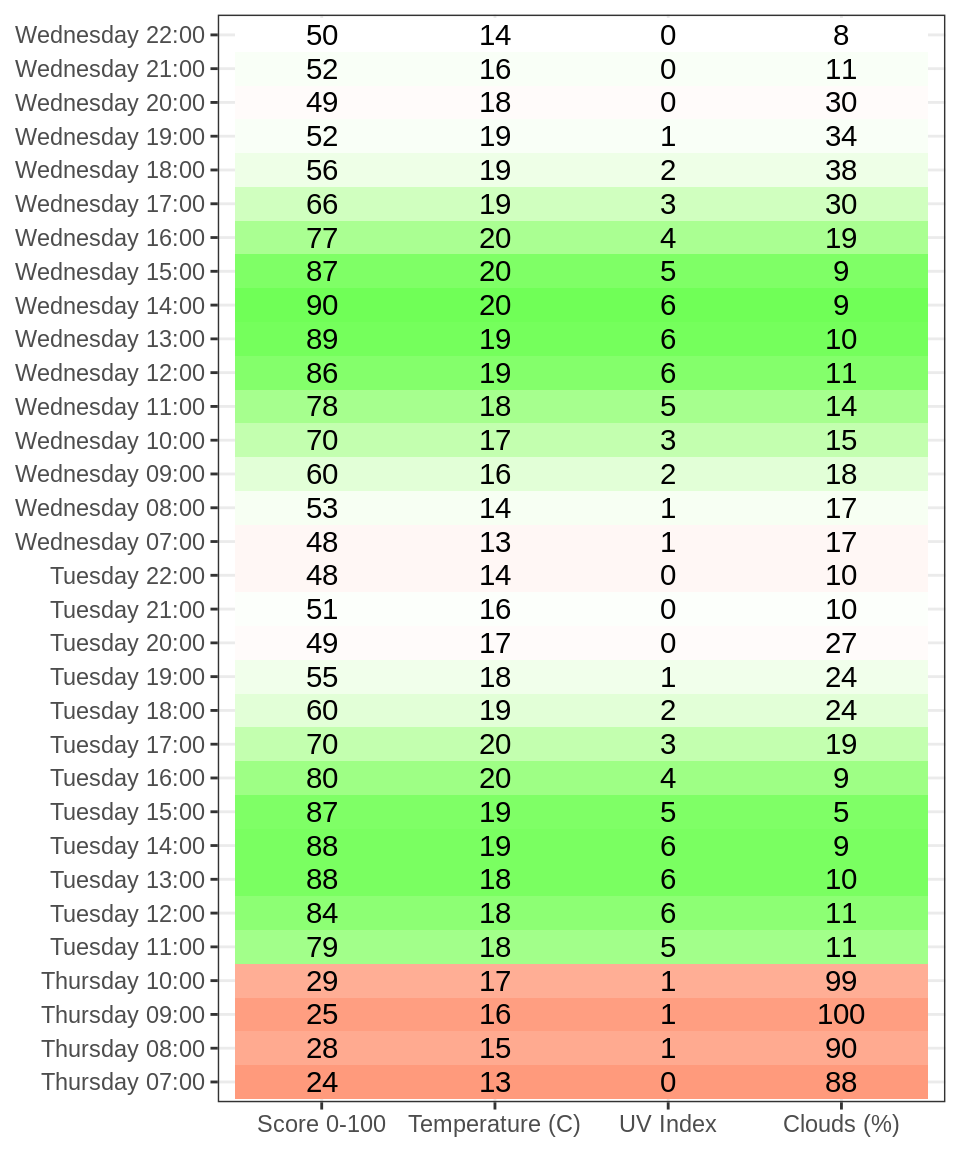 Wednesday 22:00 50 14 0 8
Wednesday 21:00 52 16 0 11
Wednesday 20:00 49 18 0 30
Wednesday 19:00 52 19 1 34
Wednesday 18:00 56 19 2 38
Wednesday 17:00 66 19 3 30
Wednesday 16:00 77 20 4 19
Wednesday 15:00 87 20 5 9
Wednesday 14:00 90 20 6 9
Wednesday 13:00 89 19 6 10
Wednesday 12:00 86 19 6 11
Wednesday 11:00 78 18 5 14
Wednesday 10:00 70 17 3 15
Wednesday 09:00 60 16 2 18
Wednesday 08:00 53 14 1 17
Wednesday 07:00 48 13 1 17
Tuesday 22:00 48 14 0 10
Tuesday 21:00 51 16 0 10
Tuesday 20:00 49 17 0 27
Tuesday 19:00 55 18 1 24
Tuesday 18:00 60 19 2 24
Tuesday 17:00 70 20 3 19
Tuesday 16:00 80 20 4 9
Tuesday 15:00 87 19 5 5
Tuesday 14:00 88 19 6 9
Tuesday 13:00 88 18 6 10
Tuesday 12:00 84 18 6 11
Tuesday 11:00 79 18 5 11
Thursday 10:00 29 17 1 99
Thursday 09:00 25 16 1 100
Thursday 08:00 28 15 1 90
Thursday 07:00 24 13 0 88
Score 0-100 Temperature (C) UV Index Clouds (%)